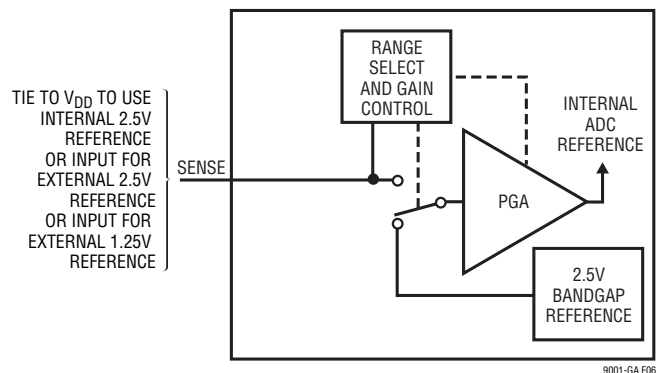 TIE TO VDD TO USE
INTERNAL 2.5V
REFERENCE
OR INPUT FOR
EXTERNAL 2.5V
REFERENCE
OR INPUT FOR
EXTERNAL 1.25V
REFERENCE
SENSE
RANGE
SELECT
AND GAIN
CONTROL
PGA
INTERNAL
ADC
REFERENCE
2.5V
BANDGAP
REFERENCE
9001-GA F06